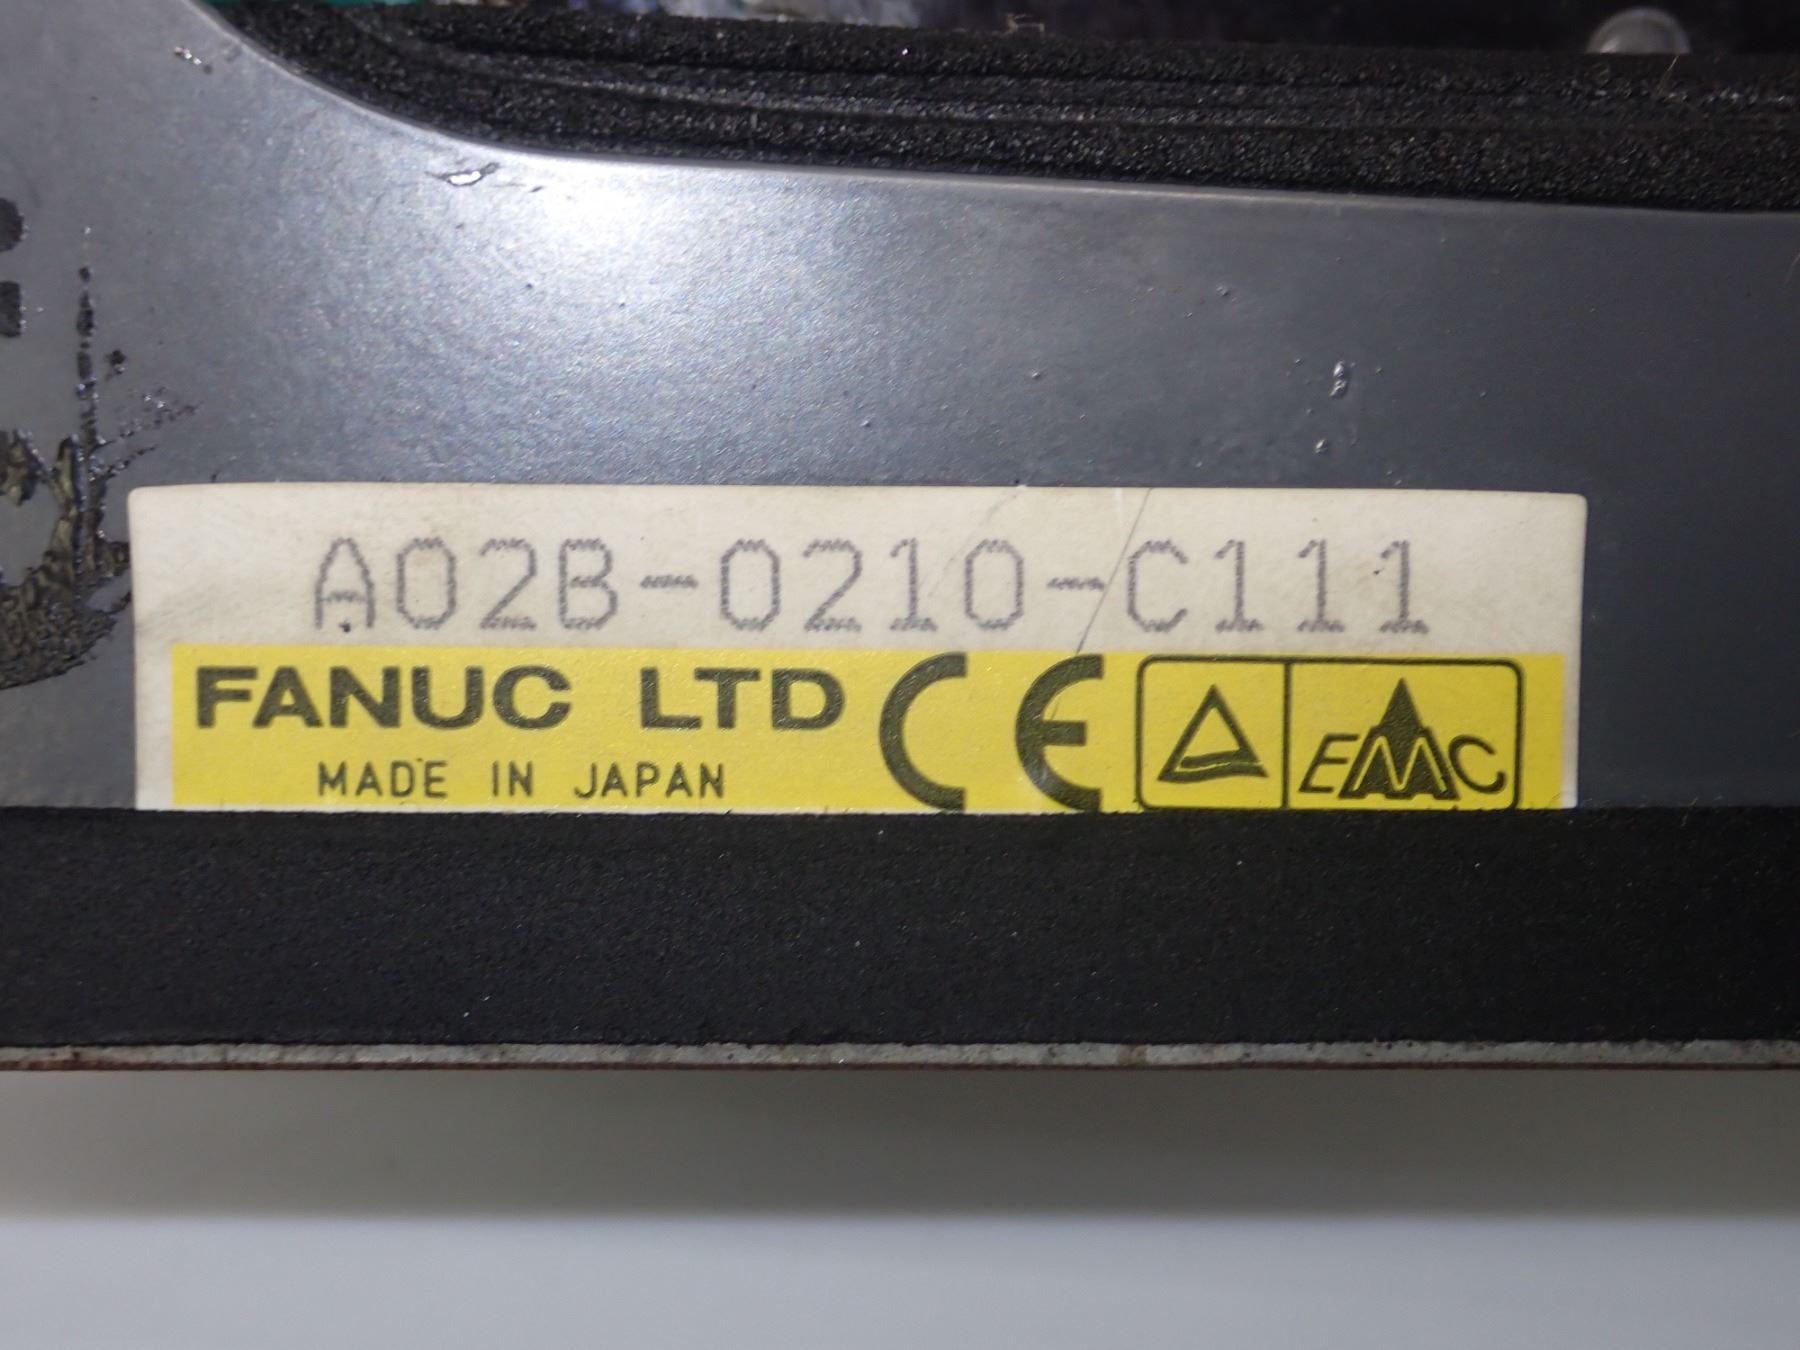 A02B-0210-C111
FANUC LTD CE EMC
MADE IN JAPAN